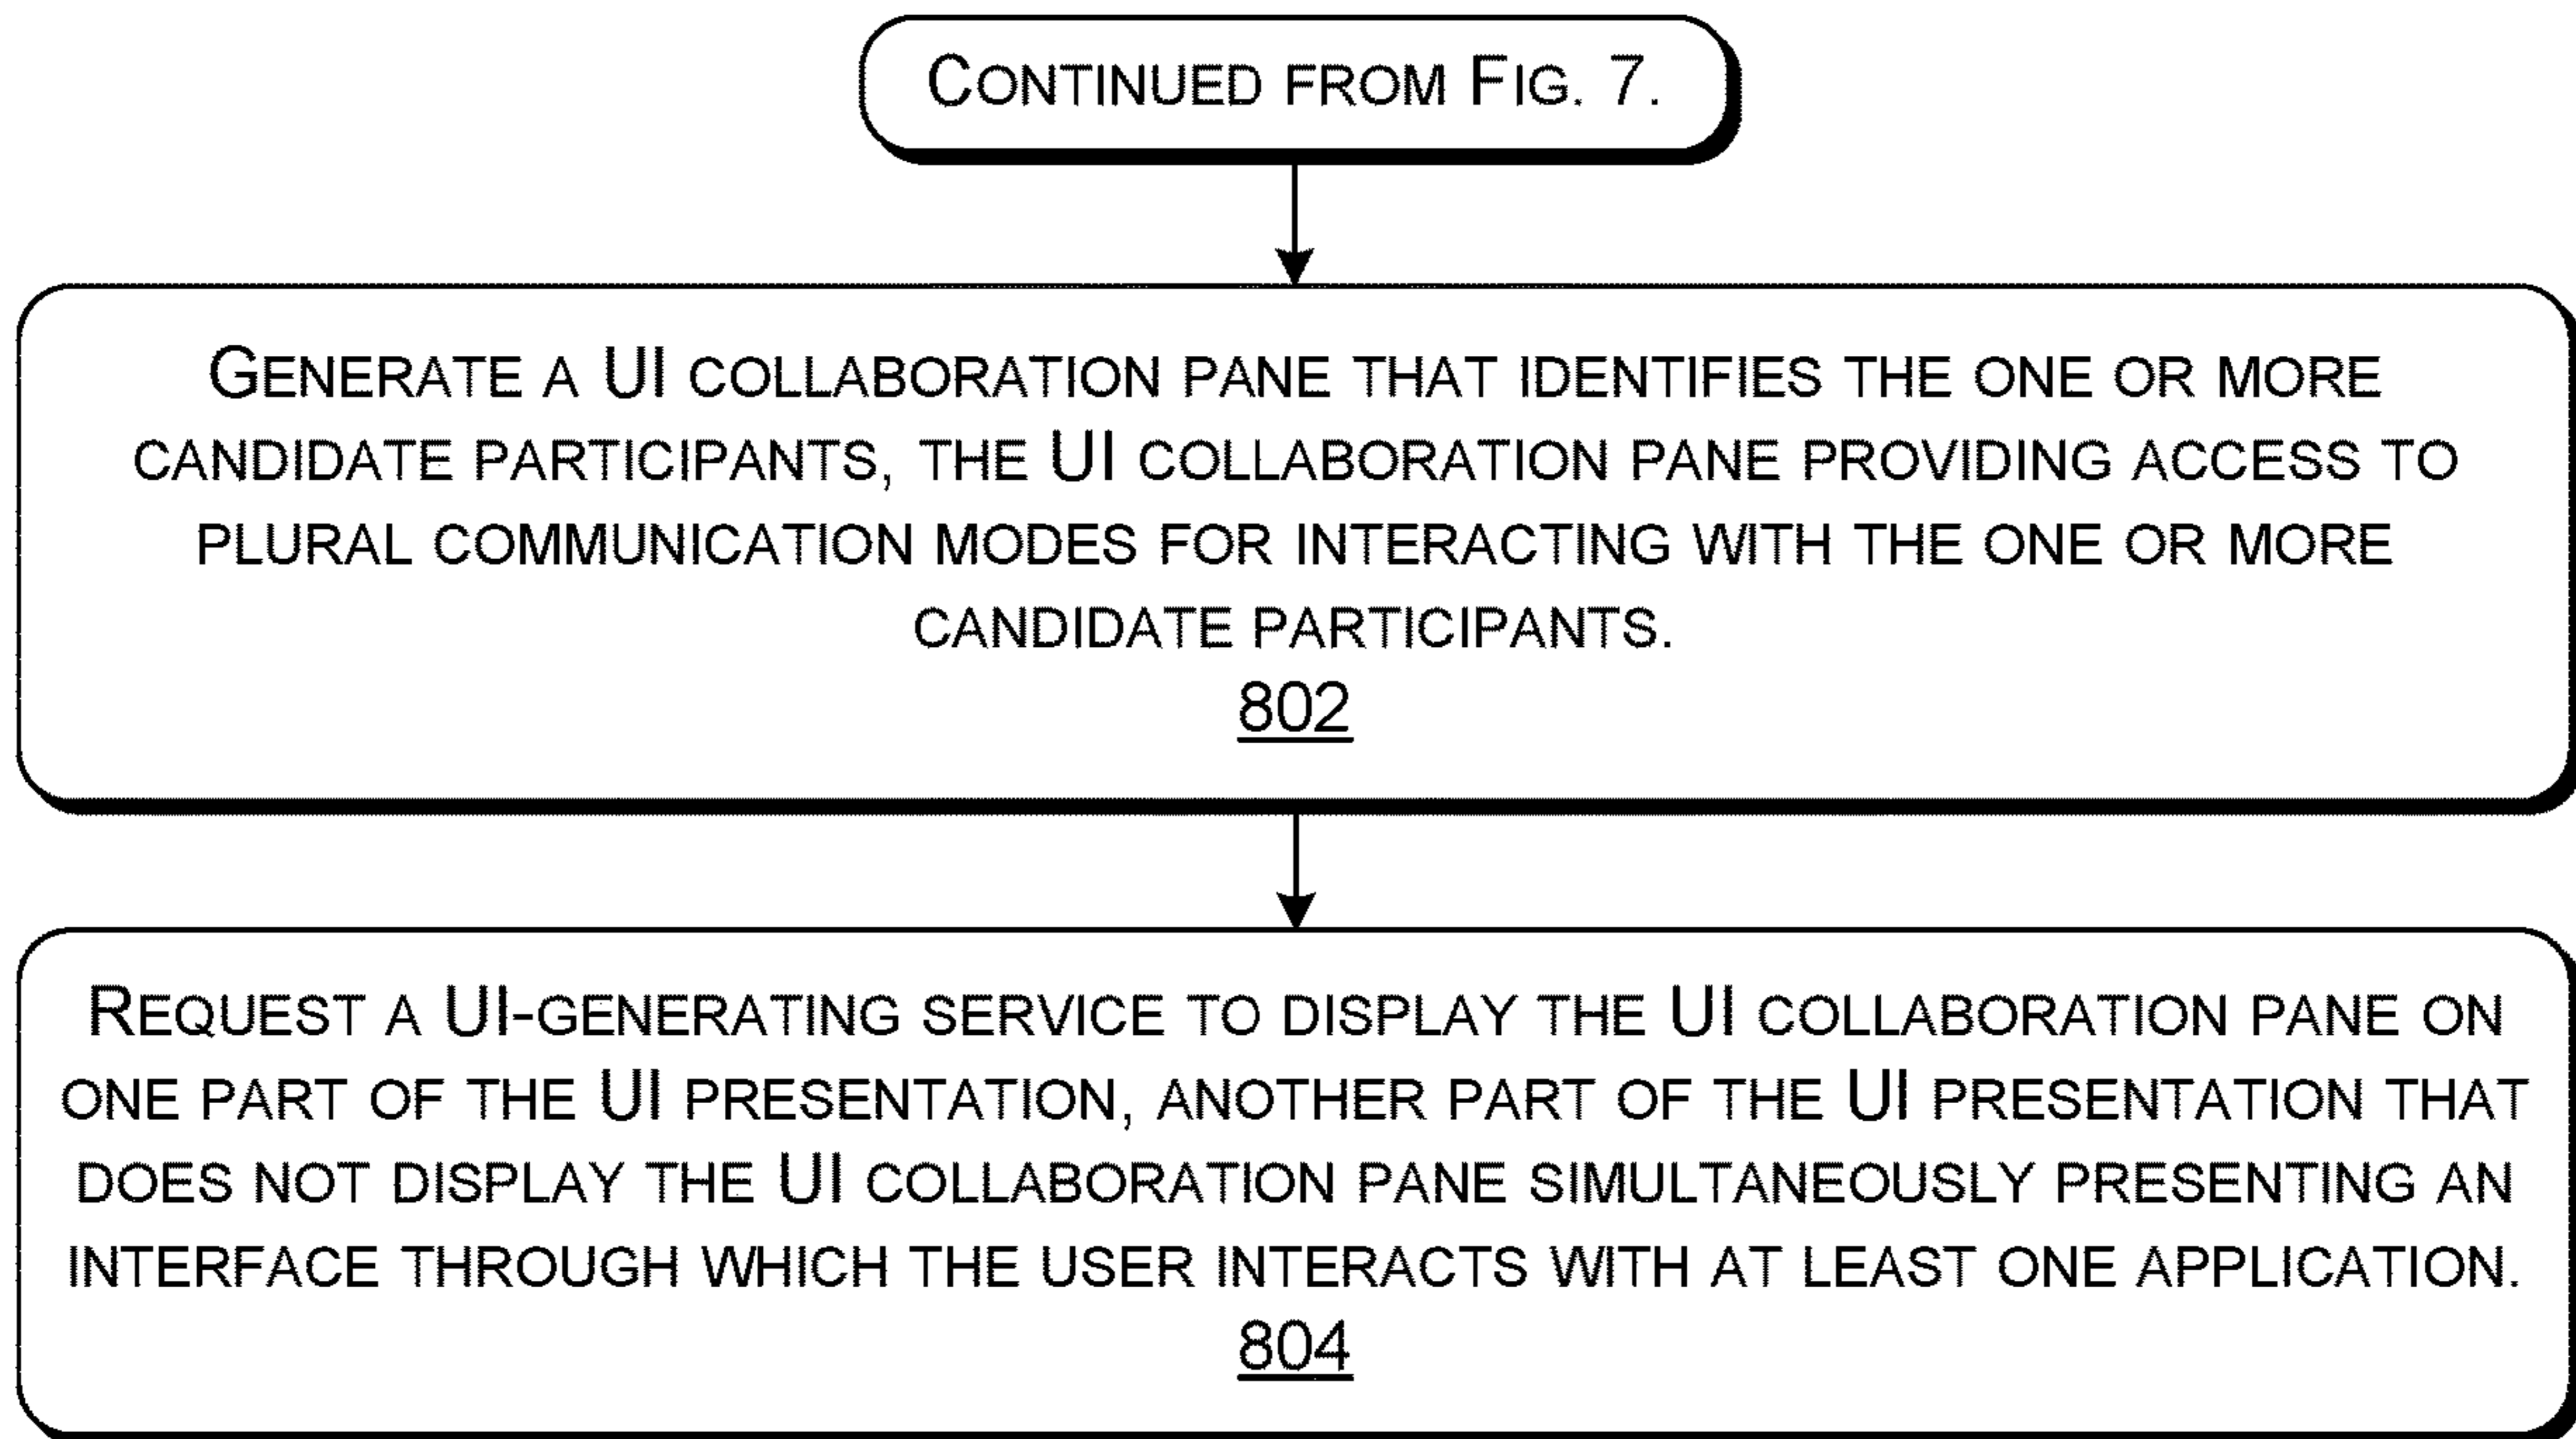 CONTINUED FROM FIG. 7.
GENERATE A UI COLLABORATION PANE THAT IDENTIFIES THE ONE OR MORE
CANDIDATE PARTICIPANTS, THE UI COLLABORATION PANE PROVIDING ACCESS TO
PLURAL COMMUNICATION MODES FOR INTERACTING WITH THE ONE OR MORE
CANDIDATE PARTICIPANTS.
802
REQUEST A UI-GENERATING SERVICE TO DISPLAY THE UI COLLABORATION PANE ON
ONE PART OF THE UI PRESENTATION, ANOTHER PART OF THE UI PRESENTATION THAT
DOES NOT DISPLAY THE UI COLLABORATION PANE SIMULTANEOUSLY PRESENTING AN
INTERFACE THROUGH WHICH THE USER INTERACTS WITH AT LEAST ONE APPLICATION.
804